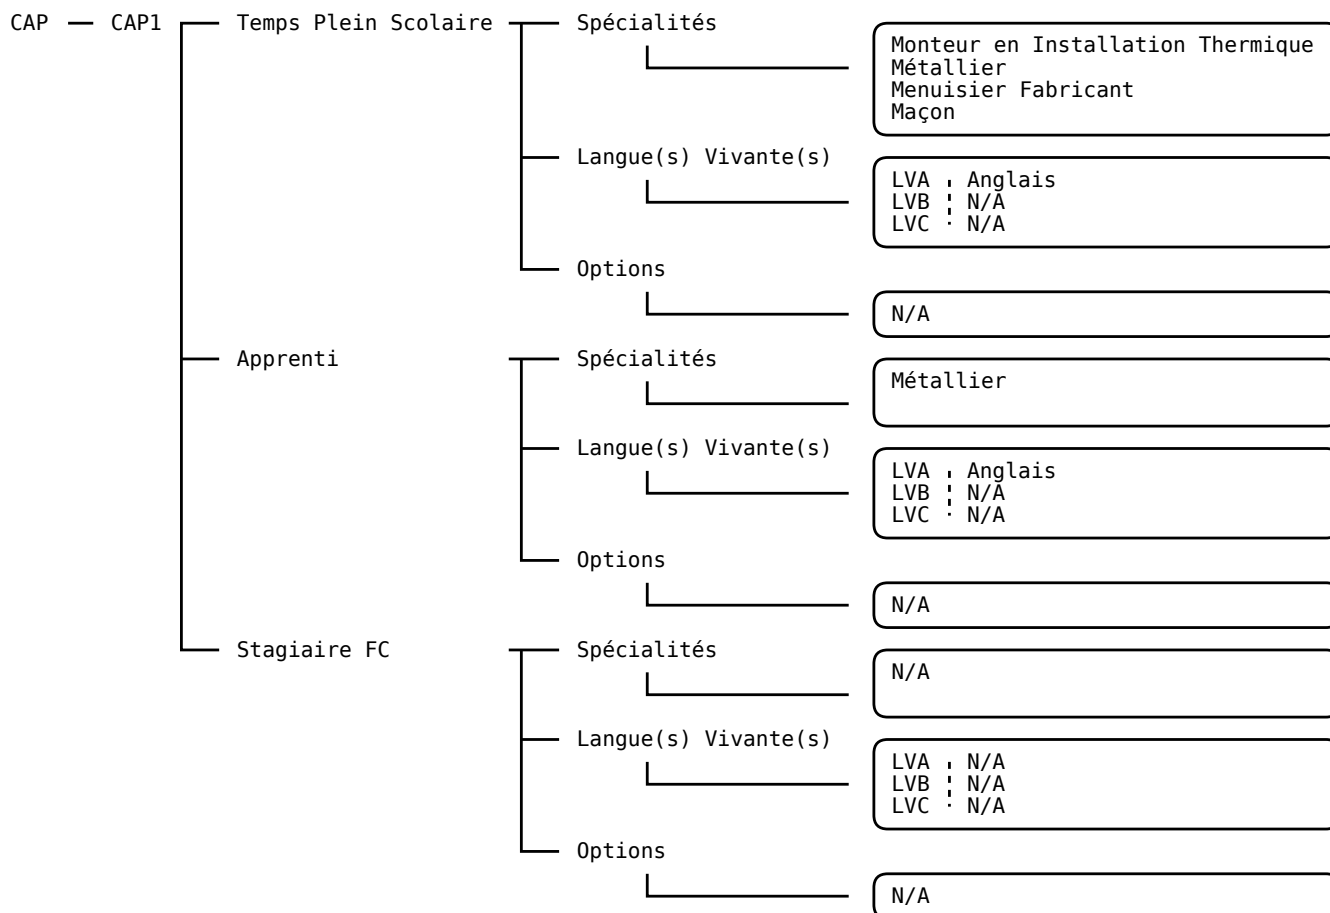 CAP CAP1 Temps Plein Scolaire Spécialités
Monteur en Installation Thermique
Métallier
Menuisier Fabricant
Maçon
Langue(s) Vivante(s)
LVA Anglais
LVB N/A
LVC N/A
Options
N/A
Apprenti Spécialités
Métallier
Langue(s) Vivante(s)
LVA Anglais
LVB N/A
LVC N/A
Options
N/A
Stagiaire FC Spécialités
N/A
Langue(s) Vivante(s)
LVA N/A
LVB N/A
LVC N/A
Options
N/A